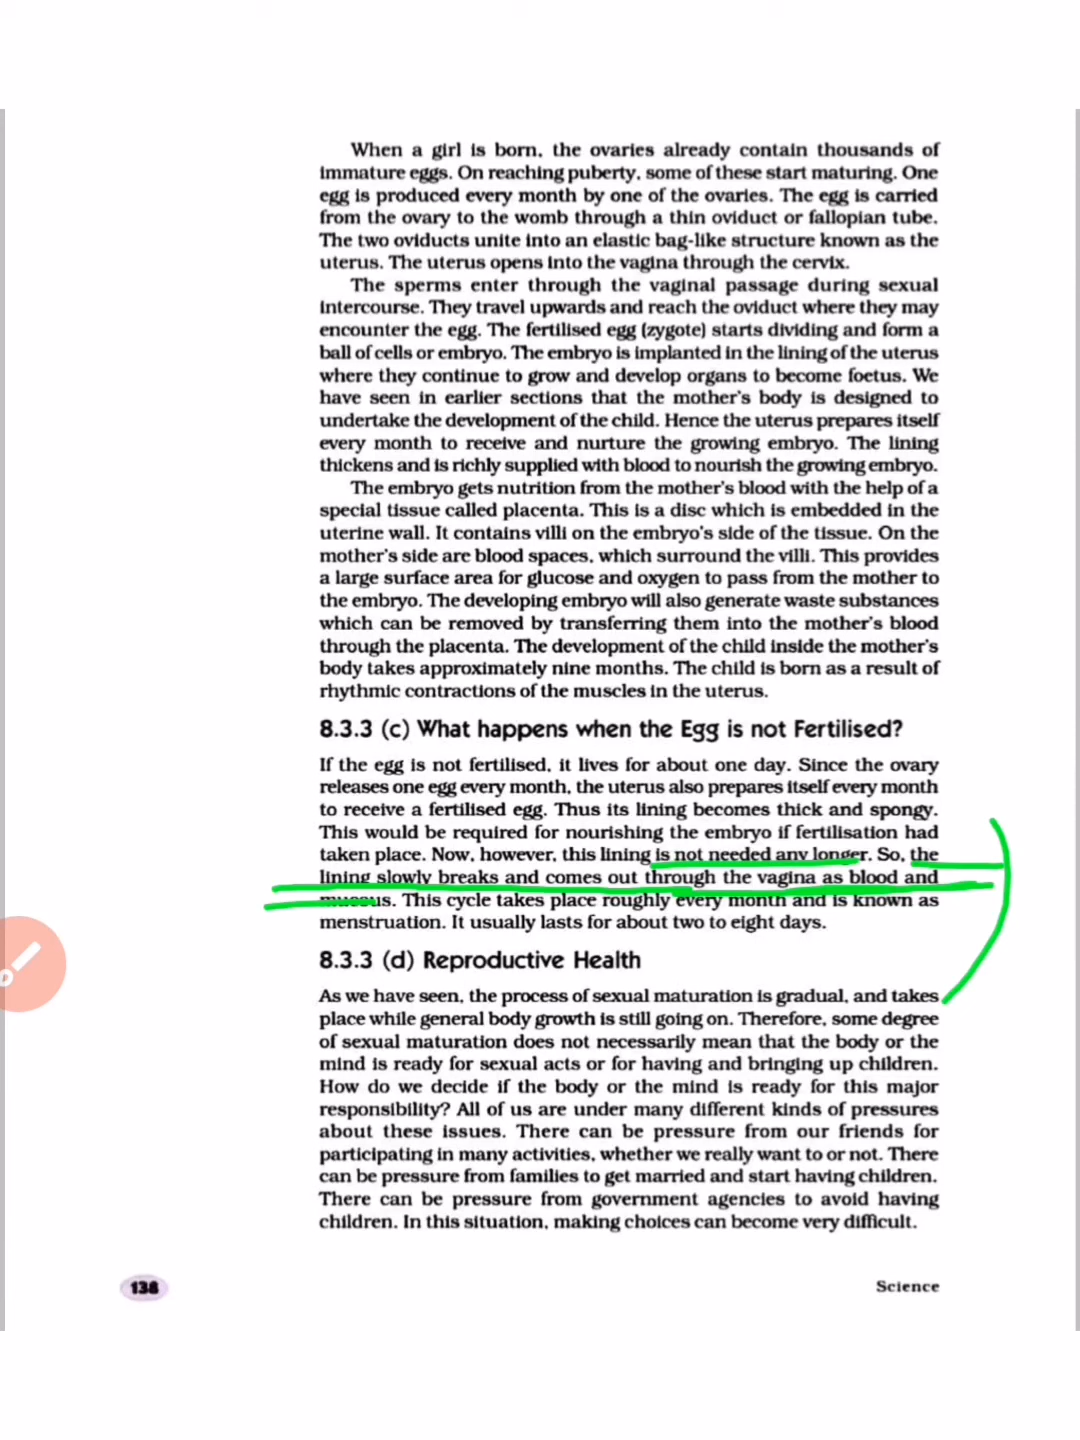 When a girl is born, the ovaries already contain thousands of
immature eggs. On reaching puberty, some of these start maturing. One
egg is produced every month by one of the ovaries. The egg is carried
from the ovary to the womb through a thin oviduct or fallopian tube.
The two oviducts unite into an elastic bag-like structure known as the
uterus. The uterus opens into the vagina through the cervix.
The sperms enter through the vaginal passage during sexual
intercourse. They travel upwards and reach the oviduct where they may
encounter the egg. The fertilised egg (zygote) starts dividing and form a
ball of cells or embryo. The embryo is implanted in the lining of the uterus
where they continue to grow and develop organs to become foetus. We
have seen in earlier sections that the mother's body is designed to
undertake the development of the child. Hence the uterus prepares itself
every month to receive and nurture the growing embryo. The lining
thickens and is richly supplied with blood to nourish the growing embryo.
The embryo gets nutrition from the mother's blood with the help of a
special tissue called placenta. This is a disc which is embedded in the
uterine wall. It contains villi on the embryo's side of the tissue. On the
mother's side are blood spaces, which surround the villi. This provides
a large surface area for glucose and oxygen to pass from the mother to
the embryo. The developing embryo will also generate waste substances
which can be removed by transferring them into the mother's blood
through the placenta. The development of the child inside the mother's
body takes approximately nine months. The child is born as a result of
rhythmic contractions of the muscles in the uterus.
8.3.3 (c) What happens when the Egg is not Fertilised?
If the egg is not fertilised, it lives for about one day. Since the ovary
releases one egg every month, the uterus also prepares itself every month
to receive a fertilised egg. Thus its lining becomes thick and spongy.
This would be required for nourishing the embryo if fertilisation had
taken place. Now, however, this lining is not needed any longer. So, the
lining slowly breaks and comes out through the vagina as blood and
mucous. This cycle takes place roughly every month and is known as
menstruation. It usually lasts for about two to eight days.
8.3.3 (d) Reproductive Health
As we have seen, the process of sexual maturation is gradual, and takes
place while general body growth is still going on. Therefore, some degree
of sexual maturation does not necessarily mean that the body or the
mind is ready for sexual acts or for having and bringing up children.
How do we decide if the body or the mind is ready for this major
responsibility? All of us are under many different kinds of pressures
about these issues. There can be pressure from our friends for
participating in many activities, whether we really want to or not. There
can be pressure from families to get married and start having children.
There can be pressure from government agencies to avoid having
children. In this situation, making choices can become very difficult.
138
Science